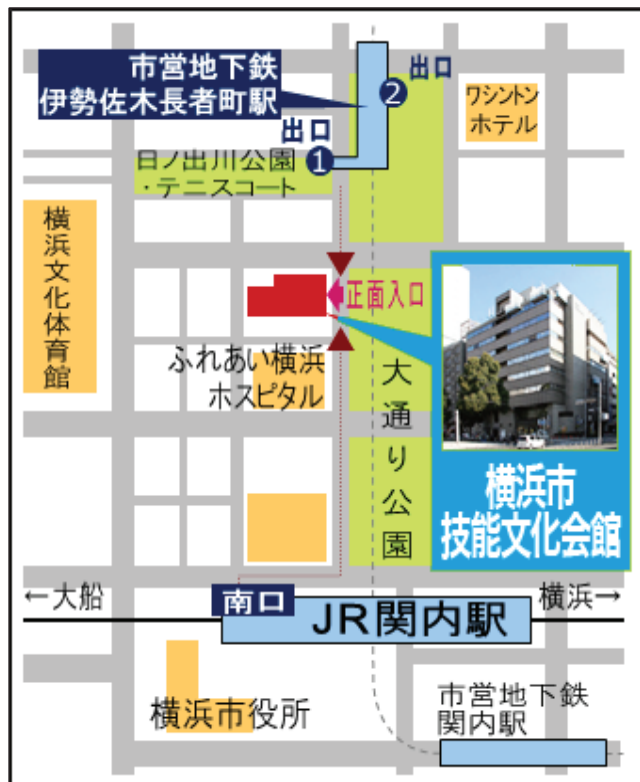 市営地下鉄
伊勢佐木長者町駅
出口
2
ワシントン
ホテル
出口
1
日ノ出川公園
・テニスコート
横浜文化体育館
正面入口
ふれあい横浜
ホスピタル
大通り公園
横浜市
技能文化会館
←大船
南口
JR関内駅
横浜→
横浜市役所
市営地下鉄
関内駅